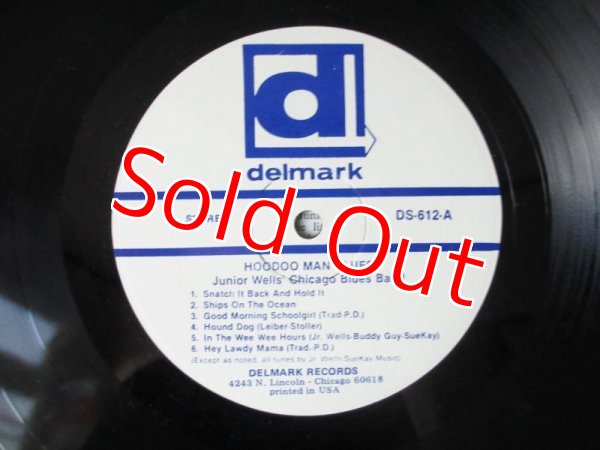 d
delmark
DS-612-A
Sold Out
HOODOO MAN
Junior Wells' Chicago Blues
1. Snatch It Back And Hold It
2. Ships On The Ocean
3. Good Morning Schoolgirl (Trad-P.D.)
4. Hound Dog (Leiber-Stoller)
5. In The Wee Wee Hours (Jr. Wells-Buddy Guy-SueKay)
6. Hey Lawdy Mama (Trad.-P.D.)
(Except as noted, all tunes by Jr. Wells-SueKay Music)
DELMARK RECORDS
4243 N. Lincoln - Chicago 60618
printed in USA